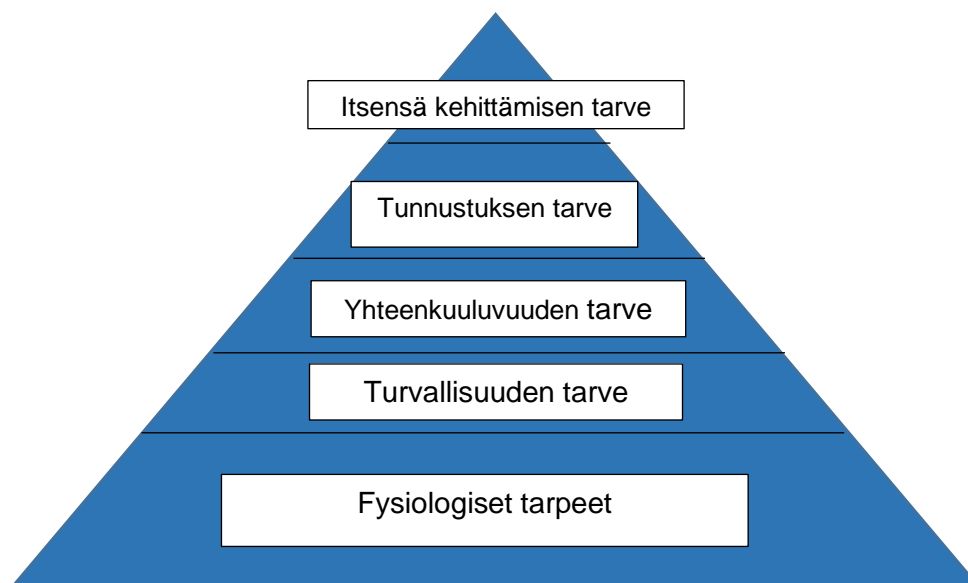 Itsensä kehittämisen tarve
Tunnustuksen tarve
Yhteenkuuluvuuden tarve
Turvallisuuden tarve
Fysiologiset tarpeet